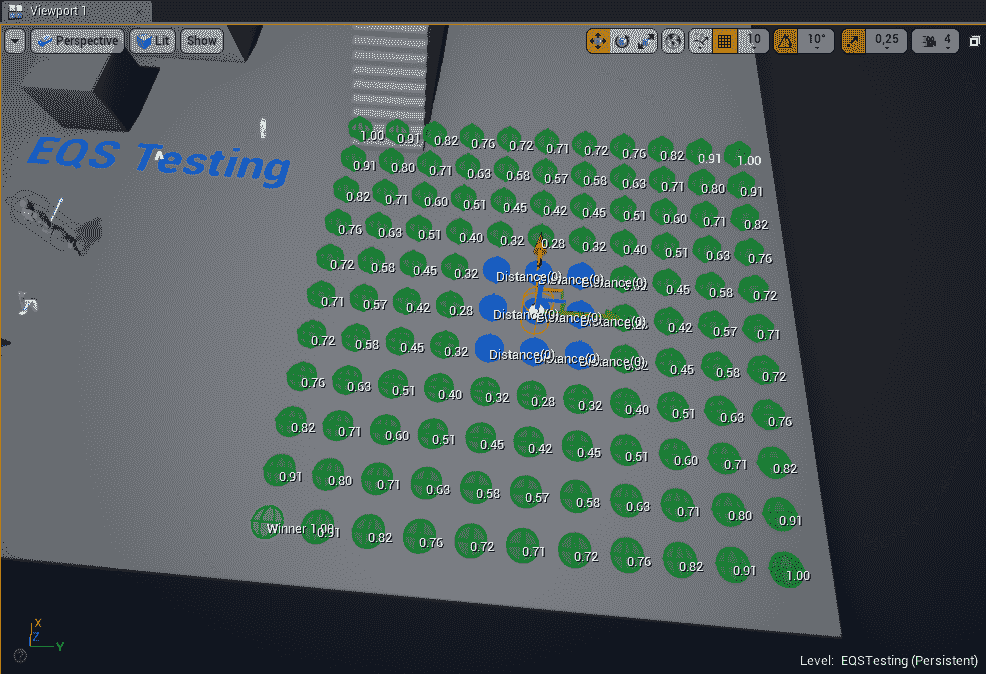 Viewport 1
Perspective Lit Show 10 10° 0,25 4
EQS Testing
1.00 0.91 0.82 0.76 0.72 0.71 0.72 0.76 0.82 0.91 1.00
0.91 0.80 0.71 0.63 0.58 0.57 0.58 0.63 0.71 0.80 0.91
0.82 0.71 0.60 0.51 0.45 0.42 0.45 0.51 0.60 0.71 0.82
0.76 0.63 0.51 0.40 0.32 0.28 0.32 0.40 0.51 0.63 0.76
0.72 0.58 0.45 0.32 Distance(0) Distance(0) Distance(0) 0.45 0.58 0.72
0.71 0.57 0.42 0.28 Distance(0) Distance(0) Distance(0) 0.42 0.57 0.71
0.72 0.58 0.45 0.32 Distance(0) Distance(0) Distance(0) 0.45 0.58 0.72
0.76 0.63 0.51 0.40 0.32 0.28 0.32 0.40 0.51 0.63 0.76
0.82 0.71 0.60 0.51 0.45 0.42 0.45 0.51 0.60 0.71 0.82
0.91 0.80 0.71 0.63 0.58 0.57 0.58 0.63 0.71 0.80 0.91
Winner 1.00 0.91 0.82 0.76 0.72 0.71 0.72 0.76 0.82 0.91 1.00
X
Z
Y
Level: EQSTesting (Persistent)